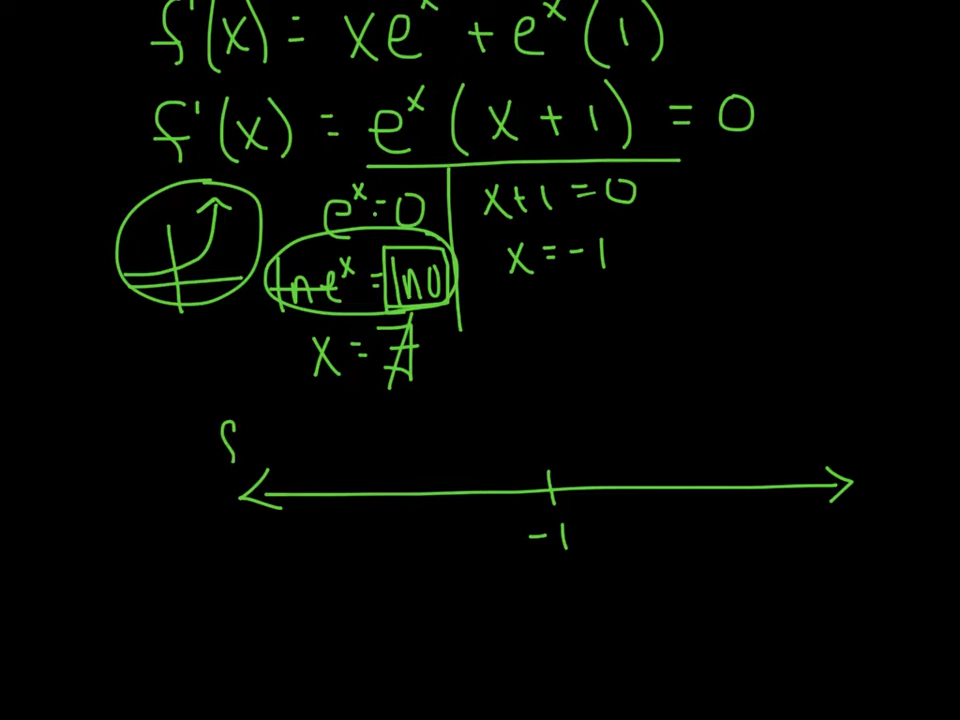 f'(x) = xe^x + e^x(1)
f'(x) = e^x(x+1) = 0
e^x = 0
x+1 = 0
ln e^x = ln 0
x = -1
x = ∄
-1